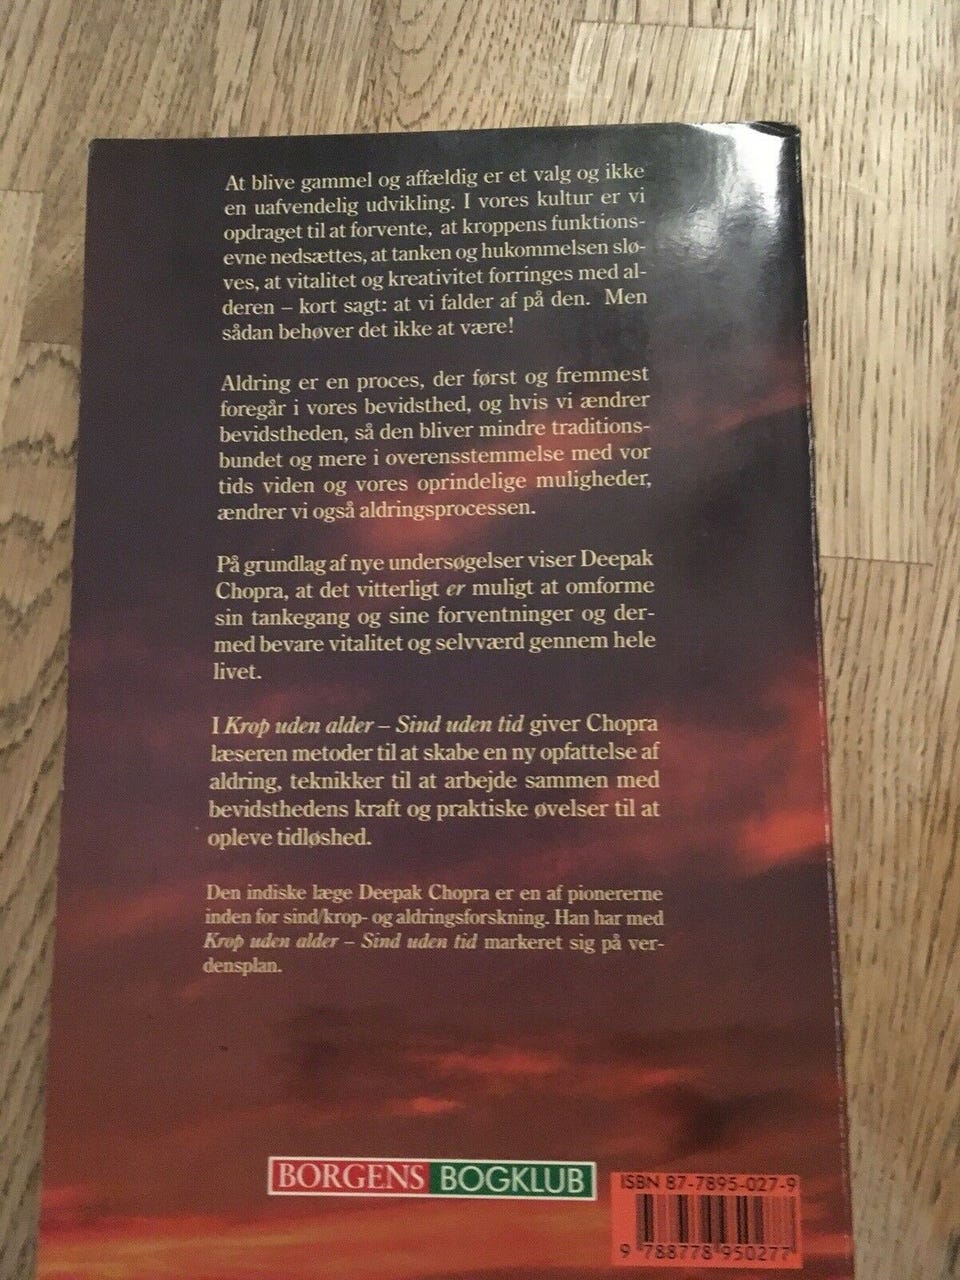 At blive gammel og affældig er et valg og ikke
en uafvendelig udvikling. I vores kultur er vi
opdraget til at forvente, at kroppens funktions-
evne nedsættes, at tanken og hukommelsen slø-
ves, at vitalitet og kreativitet forringes med al-
deren – kort sagt: at vi falder af på den. Men
sådan behøver det ikke at være!
Aldring er en proces, der først og fremmest
foregår i vores bevidsthed, og hvis vi ændrer
bevidstheden, så den bliver mindre traditions-
bundet og mere i overensstemmelse med vor
tids viden og vores oprindelige muligheder,
ændrer vi også aldringsprocessen.
På grundlag af nye undersøgelser viser Deepak
Chopra, at det vitterligt er muligt at omforme
sin tankegang og sine forventninger og der-
med bevare vitalitet og selvværd gennem hele
livet.
I Krop uden alder – Sind uden tid giver Chopra
læseren metoder til at skabe en ny opfattelse af
aldring, teknikker til at arbejde sammen med
bevidsthedens kraft og praktiske øvelser til at
opleve tidløshed.
Den indiske læge Deepak Chopra er en af pionererne
inden for sind/krop- og aldringsforskning. Han har med
Krop uden alder – Sind uden tid markeret sig på ver-
densplan.
BORGENS BOGKLUB
ISBN 87-7895-027-9
9 788778 950277